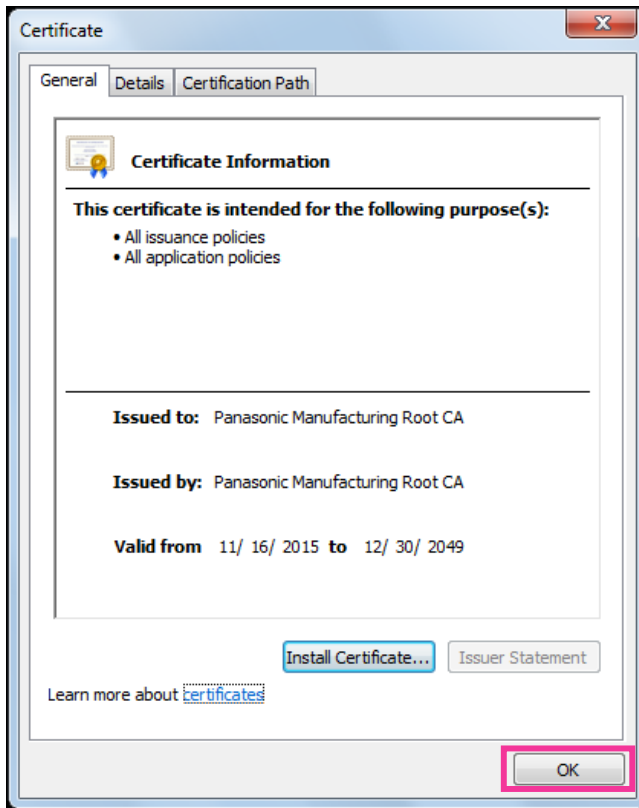 Certificate
General Details Certification Path
Certificate Information
This certificate is intended for the following purpose(s):
• All issuance policies
• All application policies
Issued to: Panasonic Manufacturing Root CA
Issued by: Panasonic Manufacturing Root CA
Valid from 11/ 16/ 2015 to 12/ 30/ 2049
Install Certificate... Issuer Statement
Learn more about certificates
OK